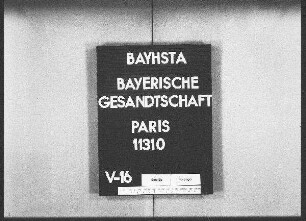 BAYHSTA
BAYERISCHE
GESANDTSCHAFT
PARIS
11310
V-16